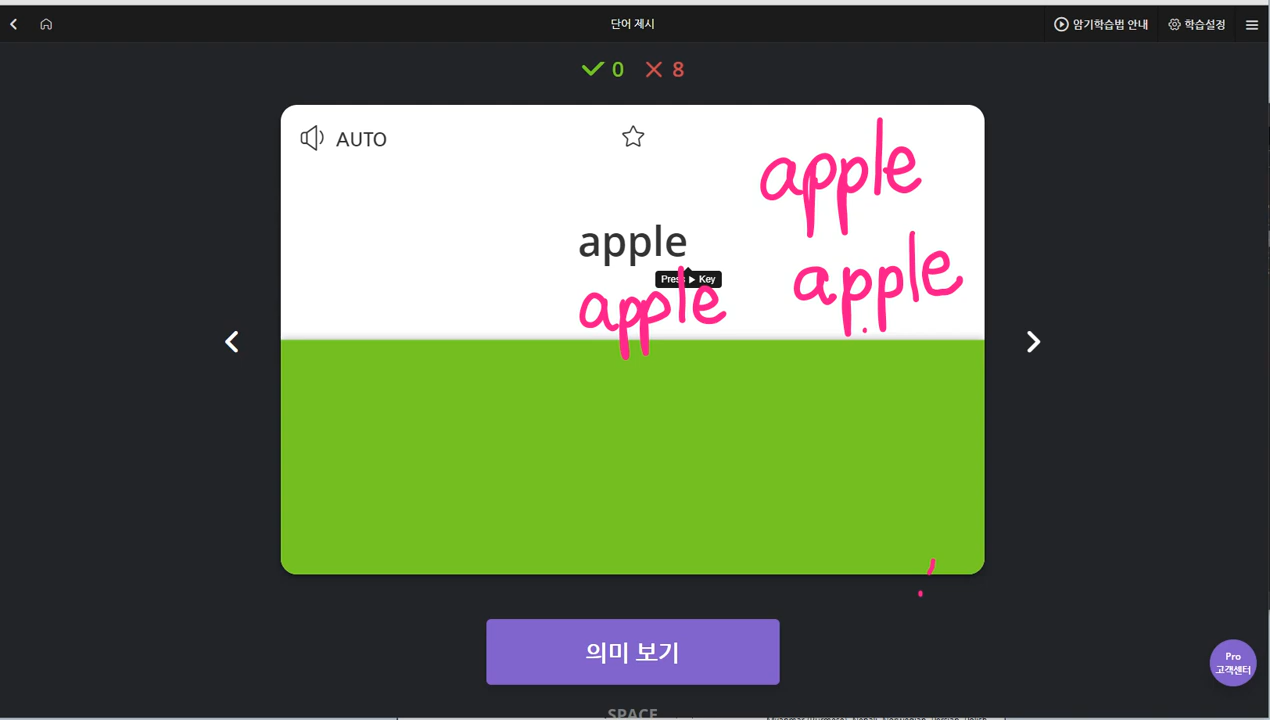 단어 제시
암기학습법 안내
학습설정
0
8
AUTO
apple
apple
Press ▶ Key
apple
apple
의미 보기
Pro
고객센터
SPACE